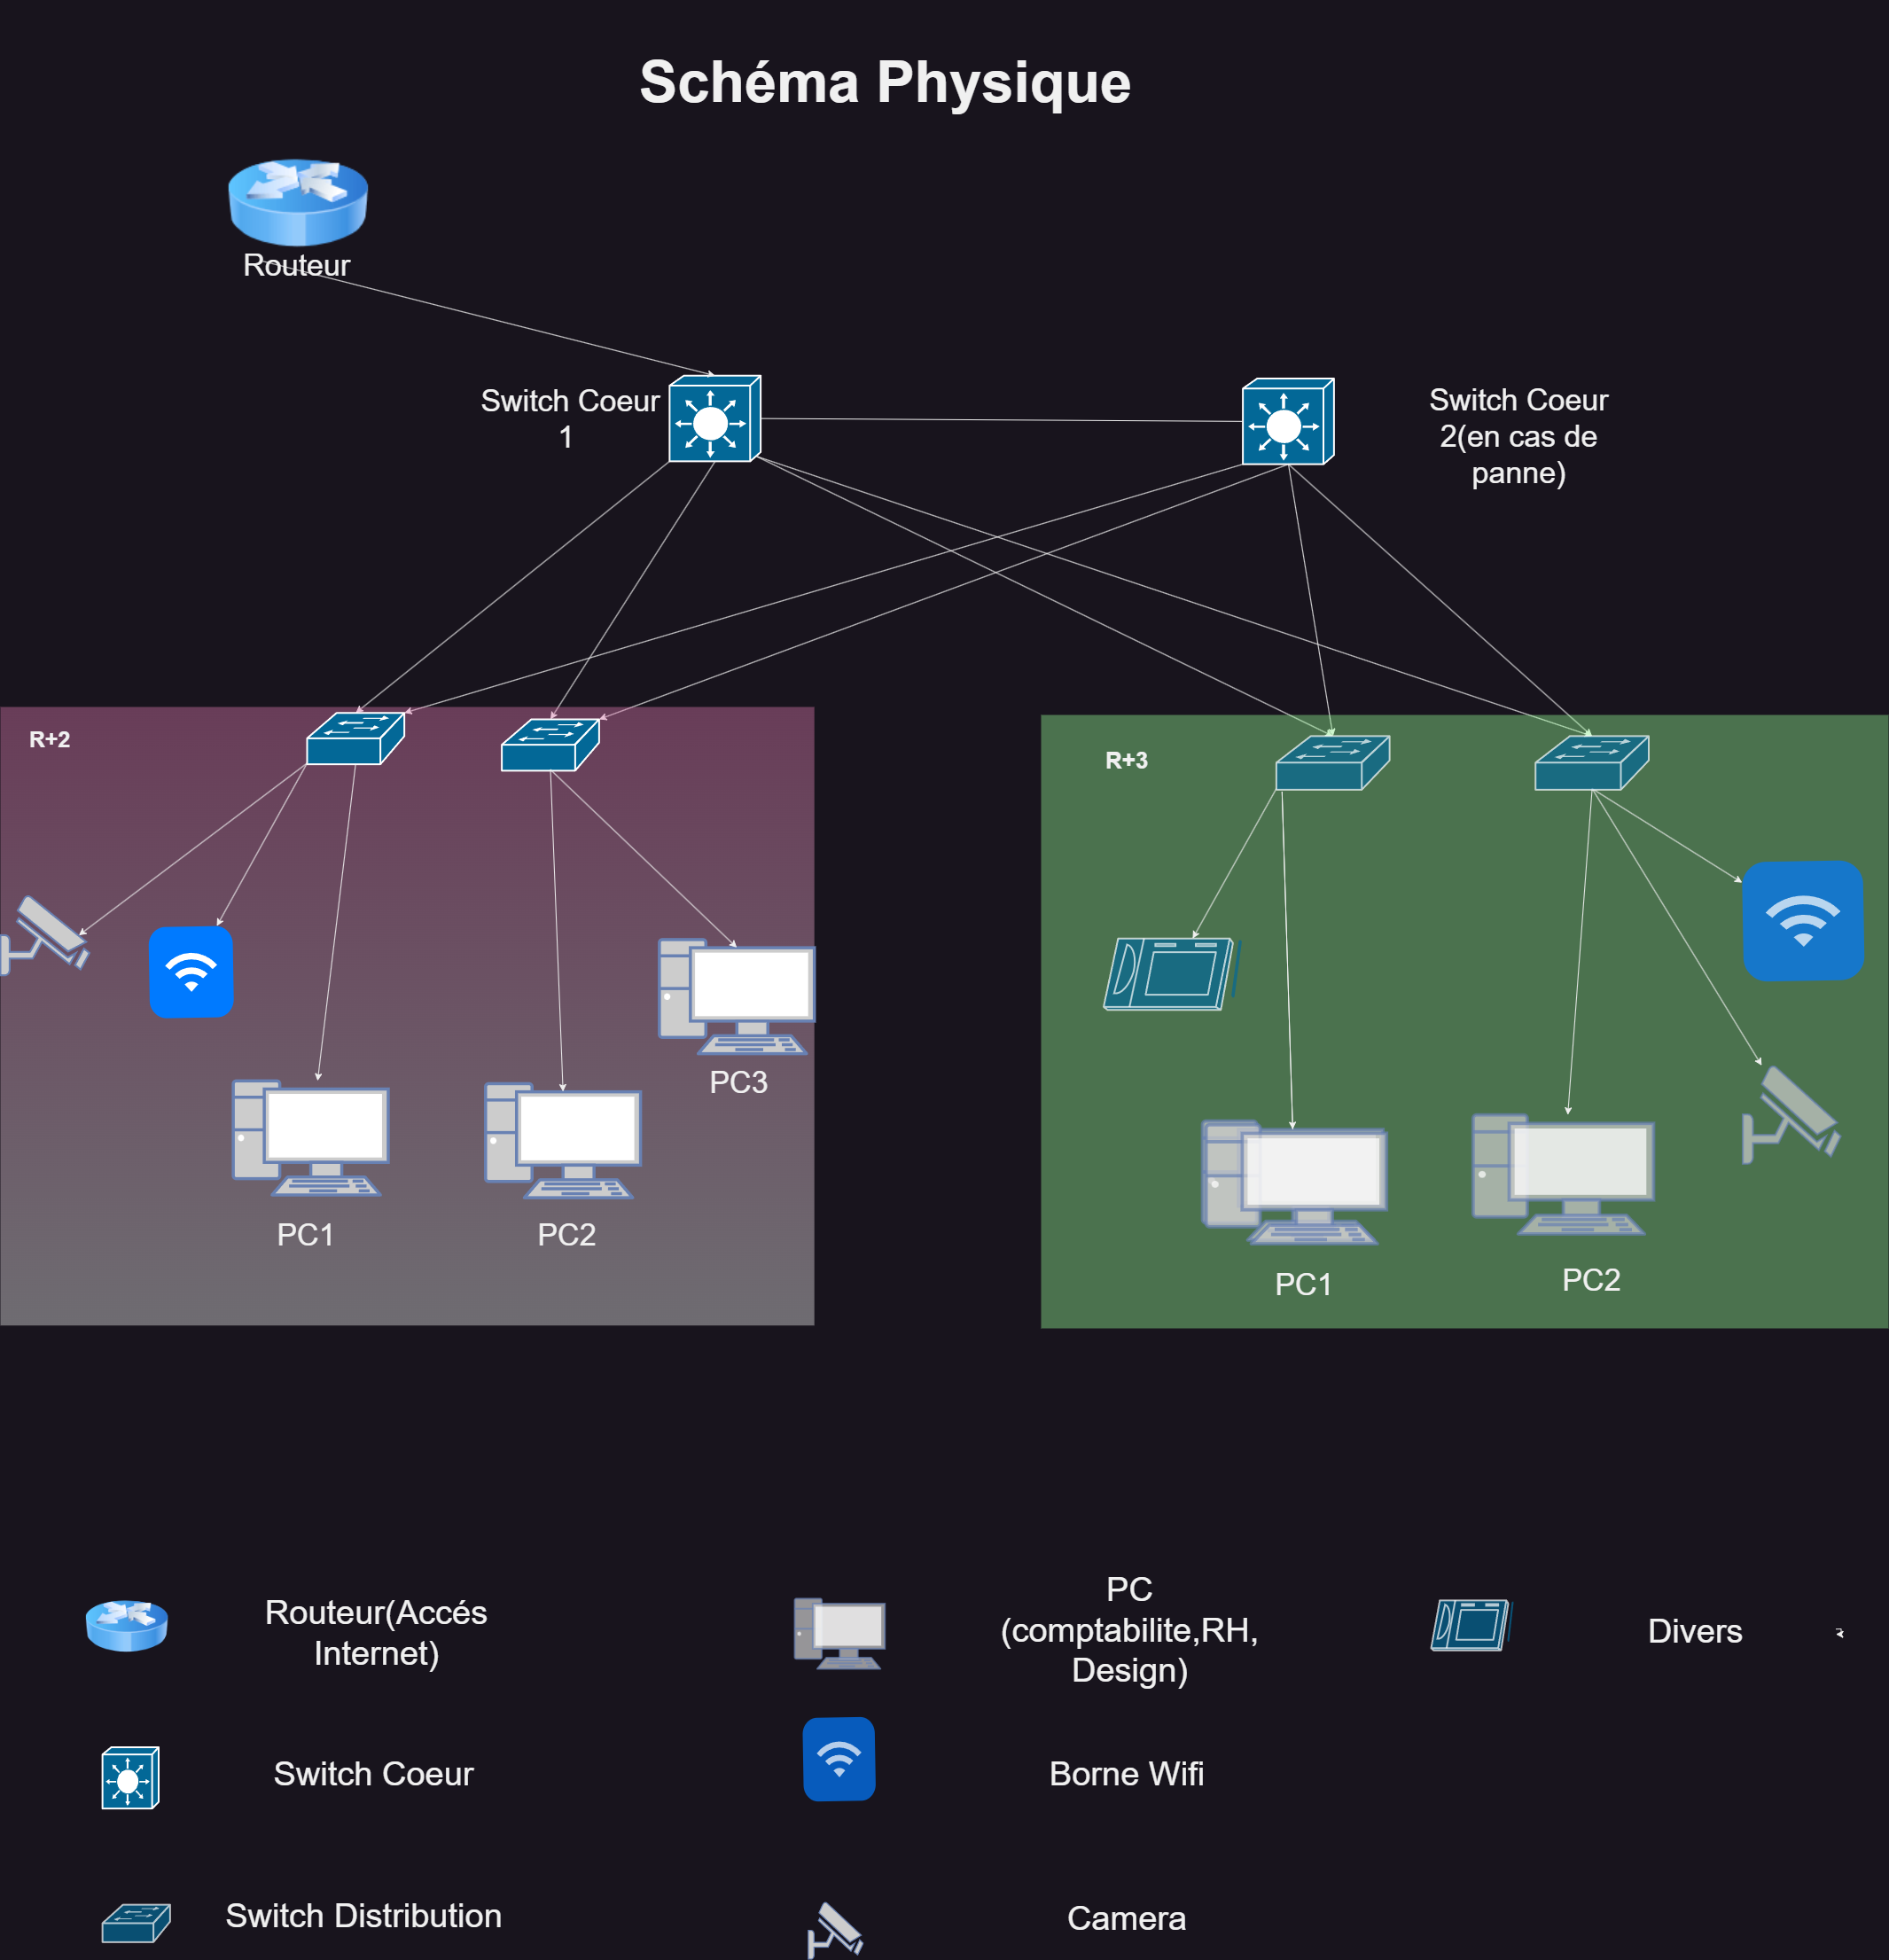 Schéma Physique
Routeur
Switch Coeur
1
Switch Coeur
2(en cas de
panne)
R+2
R+3
PC3
PC1
PC2
PC1
PC2
Routeur(Accés
Internet)
PC
(comptabilite,RH,
Design)
Divers
Switch Coeur
Borne Wifi
Switch Distribution
Camera